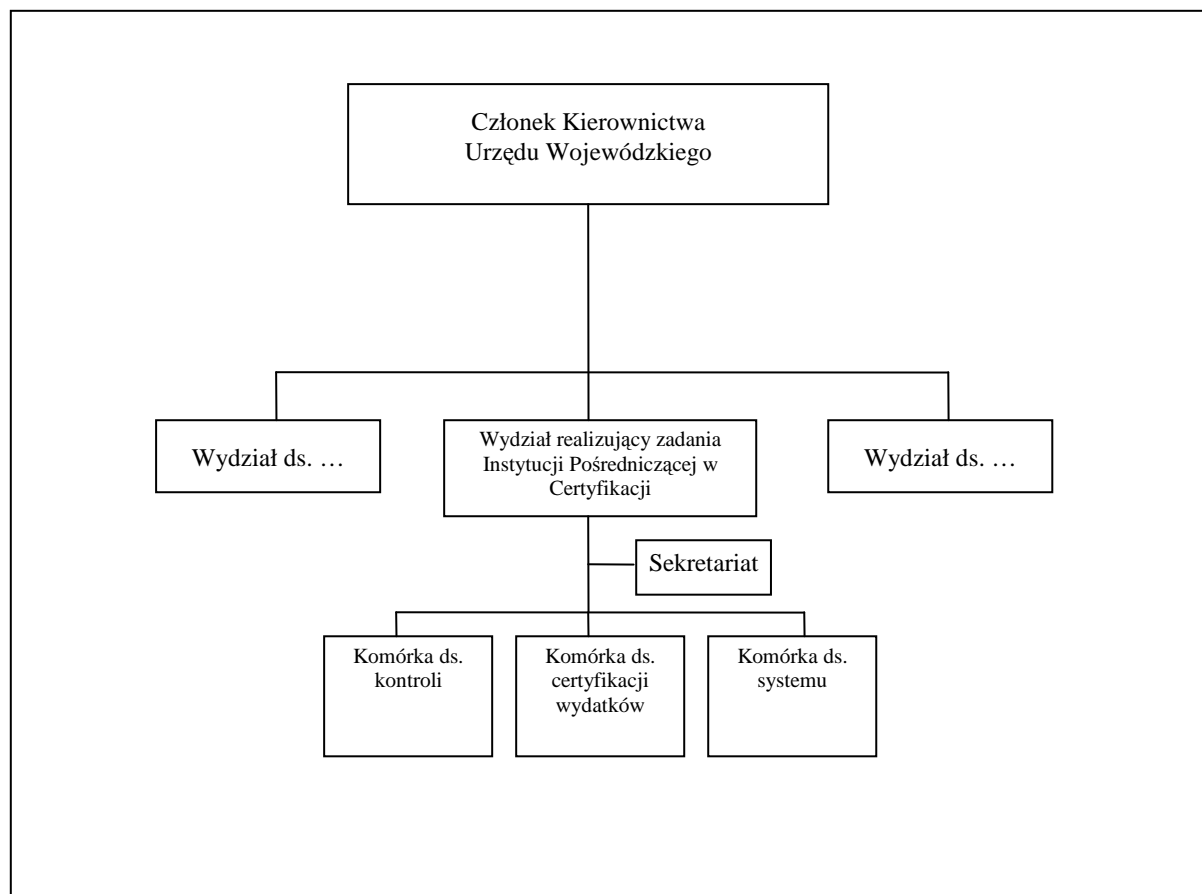 Członek Kierownictwa
Urzędu Wojewódzkiego
Wydział ds. …
Wydział realizujący zadania
Instytucji Pośredniczącej w
Certyfikacji
Wydział ds. …
Sekretariat
Komórka ds.
kontroli
Komórka ds.
certyfikacji
wydatków
Komórka ds.
systemu